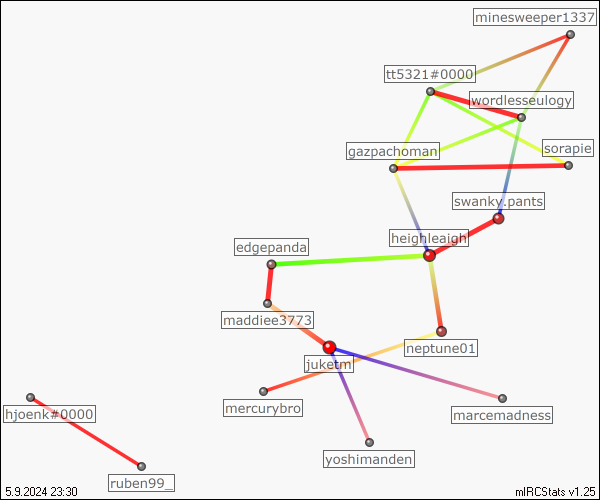 minesweeper1337
tt5321#0000
wordlesseulogy
gazpachoman
sorapie
swanky.pants
heighleaigh
edgepanda
maddiee3773
neptune01
juketm
mercurybro
marcemadness
hjoenk#0000
yoshimanden
ruben99_
5.9.2024 23:30
mIRCStats v1.25